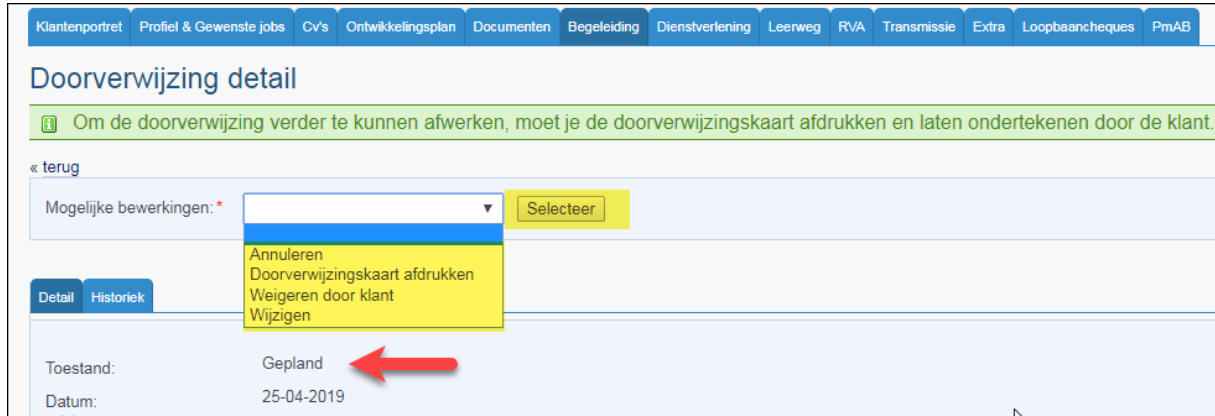 Klantenportret Profiel & Gewenste jobs Cv's Ontwikkelingsplan Documenten Begeleiding Dienstverlening Leerweg RVA Transmissie Extra Loopbaancheques PmAB
Doorverwijzing detail
Om de doorverwijzing verder te kunnen afwerken, moet je de doorverwijzingskaart afdrukken en laten ondertekenen door de klant.
« terug
Mogelijke bewerkingen:* Selecteer
Annuleren
Doorverwijzingskaart afdrukken
Weigeren door klant
Wijzigen
Detail Historiek
Toestand: Gepland
Datum: 25-04-2019